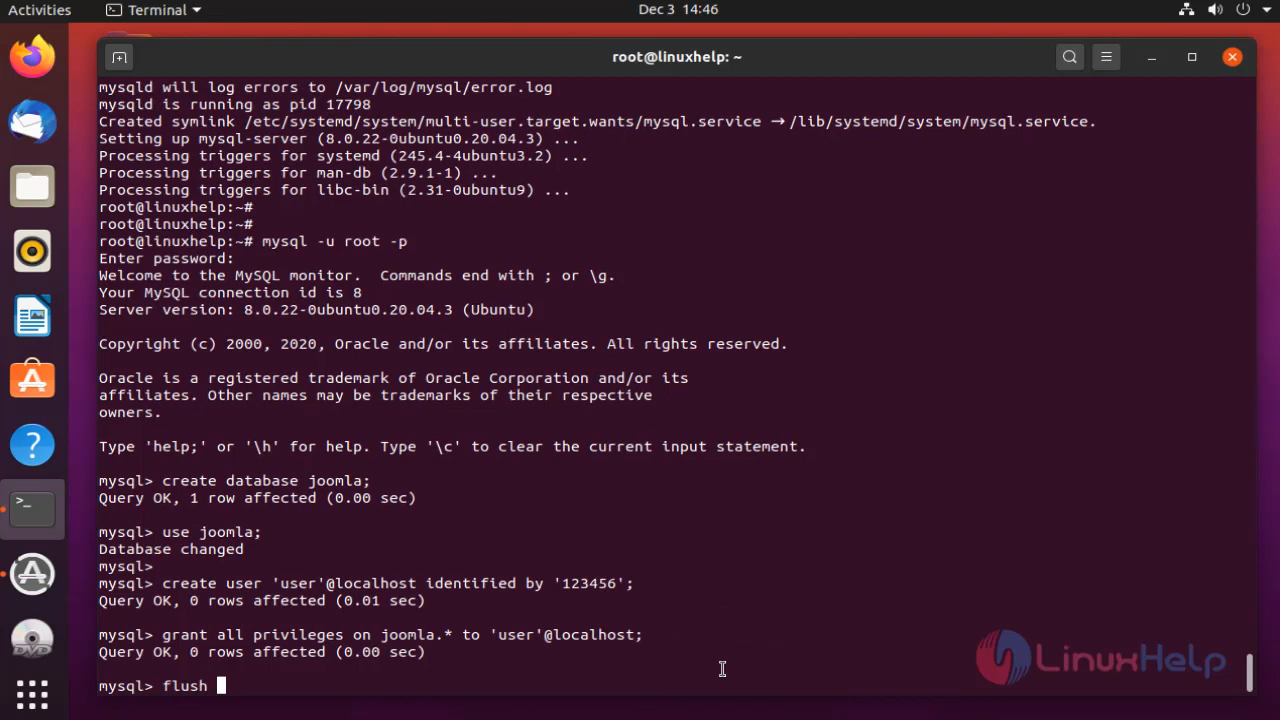 Activities Terminal Dec 3 14:46
root@linuxhelp: ~
mysqld will log errors to /var/log/mysql/error.log
mysqld is running as pid 17798
Created symlink /etc/systemd/system/multi-user.target.wants/mysql.service → /lib/systemd/system/mysql.service.
Setting up mysql-server (8.0.22-0ubuntu0.20.04.3) ...
Processing triggers for systemd (245.4-4ubuntu3.2) ...
Processing triggers for man-db (2.9.1-1) ...
Processing triggers for libc-bin (2.31-0ubuntu9) ...
root@linuxhelp:~#
root@linuxhelp:~#
root@linuxhelp:~# mysql -u root -p
Enter password:
Welcome to the MySQL monitor.  Commands end with ; or \g.
Your MySQL connection id is 8
Server version: 8.0.22-0ubuntu0.20.04.3 (Ubuntu)
Copyright (c) 2000, 2020, Oracle and/or its affiliates. All rights reserved.
Oracle is a registered trademark of Oracle Corporation and/or its
affiliates. Other names may be trademarks of their respective
owners.
Type 'help;' or '\h' for help. Type '\c' to clear the current input statement.
mysql> create database joomla;
Query OK, 1 row affected (0.00 sec)
mysql> use joomla;
Database changed
mysql>
mysql> create user 'user'@localhost identified by '123456';
Query OK, 0 rows affected (0.01 sec)
mysql> grant all privileges on joomla.* to 'user'@localhost;
Query OK, 0 rows affected (0.00 sec)
LinuxHelp
mysql> flush